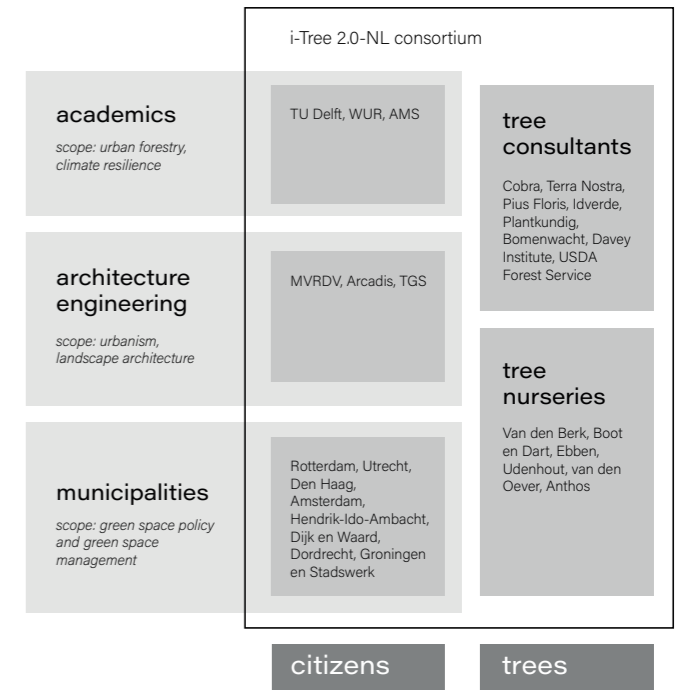 i-Tree 2.0-NL consortium
academics
scope: urban forestry,
climate resilience
TU Delft, WUR, AMS
architecture
engineering
scope: urbanism,
landscape architecture
MVRDV, Arcadis, TGS
municipalities
scope: green space policy
and green space
management
Rotterdam, Utrecht,
Den Haag,
Amsterdam,
Hendrik-Ido-Ambacht,
Dijk en Waard,
Dordrecht, Groningen
en Stadswerk
tree
consultants
Cobra, Terra Nostra,
Pius Floris, Idverde,
Plantkundig,
Bomenwacht, Davey
Institute, USDA
Forest Service
tree
nurseries
Van den Berk, Boot
en Dart, Ebben,
Udenhout, van den
Oever, Anthos
citizens
trees